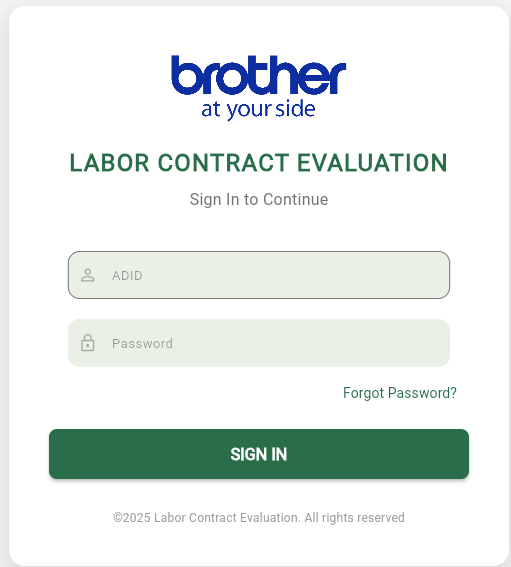 brother
at your side
LABOR CONTRACT EVALUATION
Sign In to Continue
ADID
Password
Forgot Password?
SIGN IN
©2025 Labor Contract Evaluation. All rights reserved